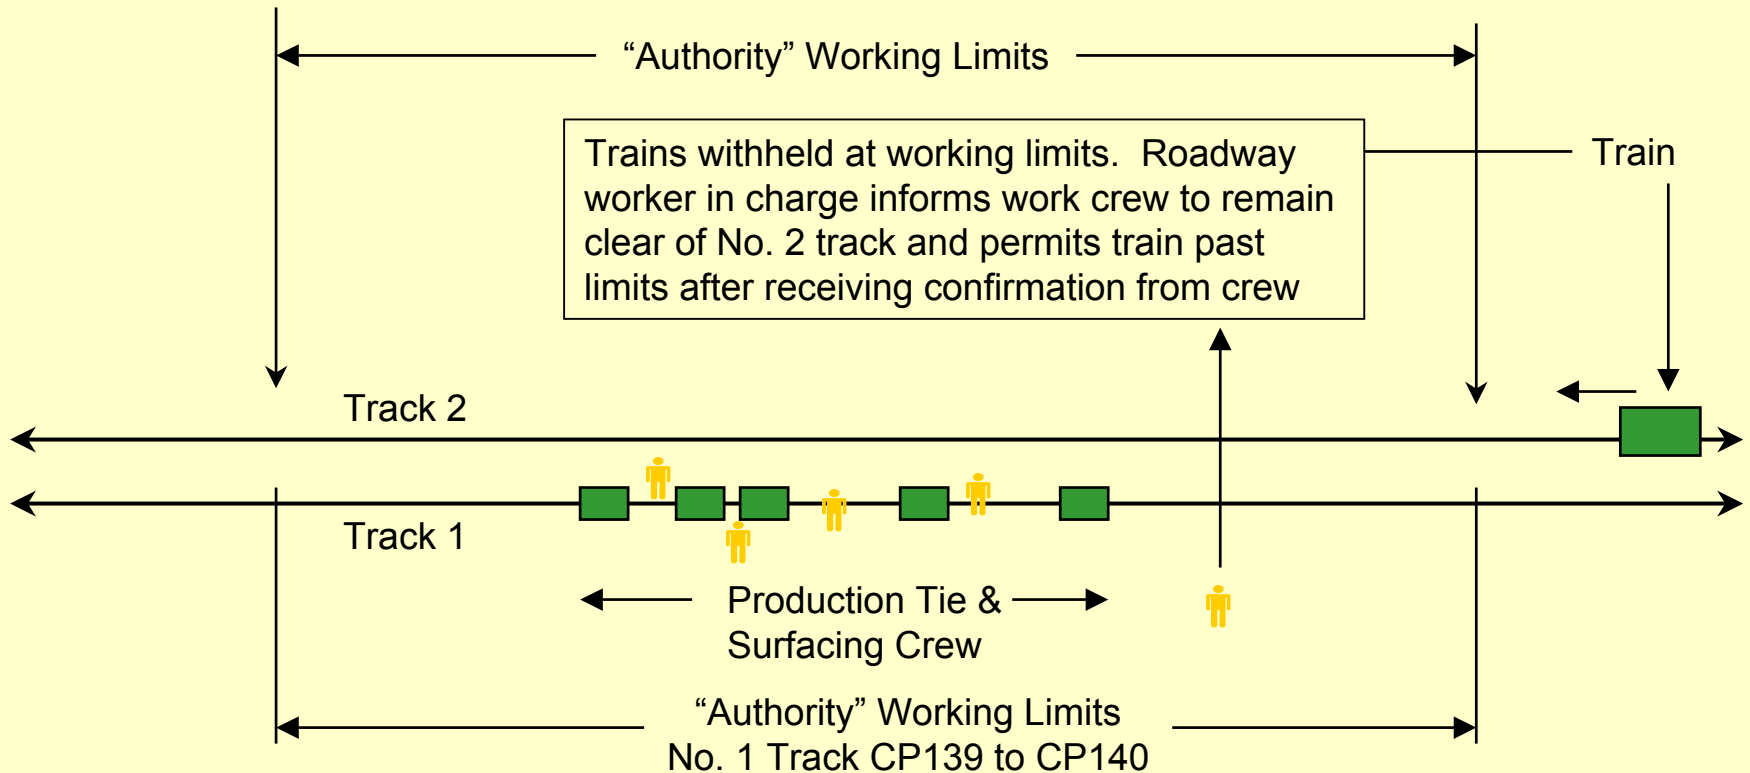 “Authority” Working Limits
Trains withheld at working limits.  Roadway
worker in charge informs work crew to remain
clear of No. 2 track and permits train past
limits after receiving confirmation from crew
Train
Track 2
Track 1
Production Tie &
Surfacing Crew
“Authority” Working Limits
No. 1 Track CP139 to CP140